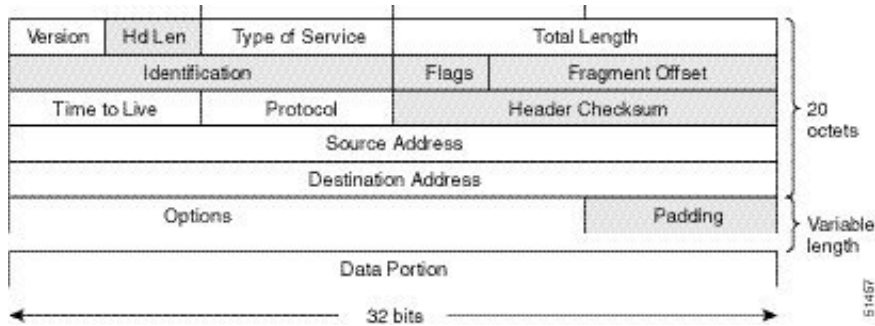 Version Hd Len Type of Service Total Length
Identification Flags Fragment Offset
Time to Live Protocol Header Checksum
20
octets
Source Address
Destination Address
Options Padding
Variable
length
Data Portion
32 bits
51457